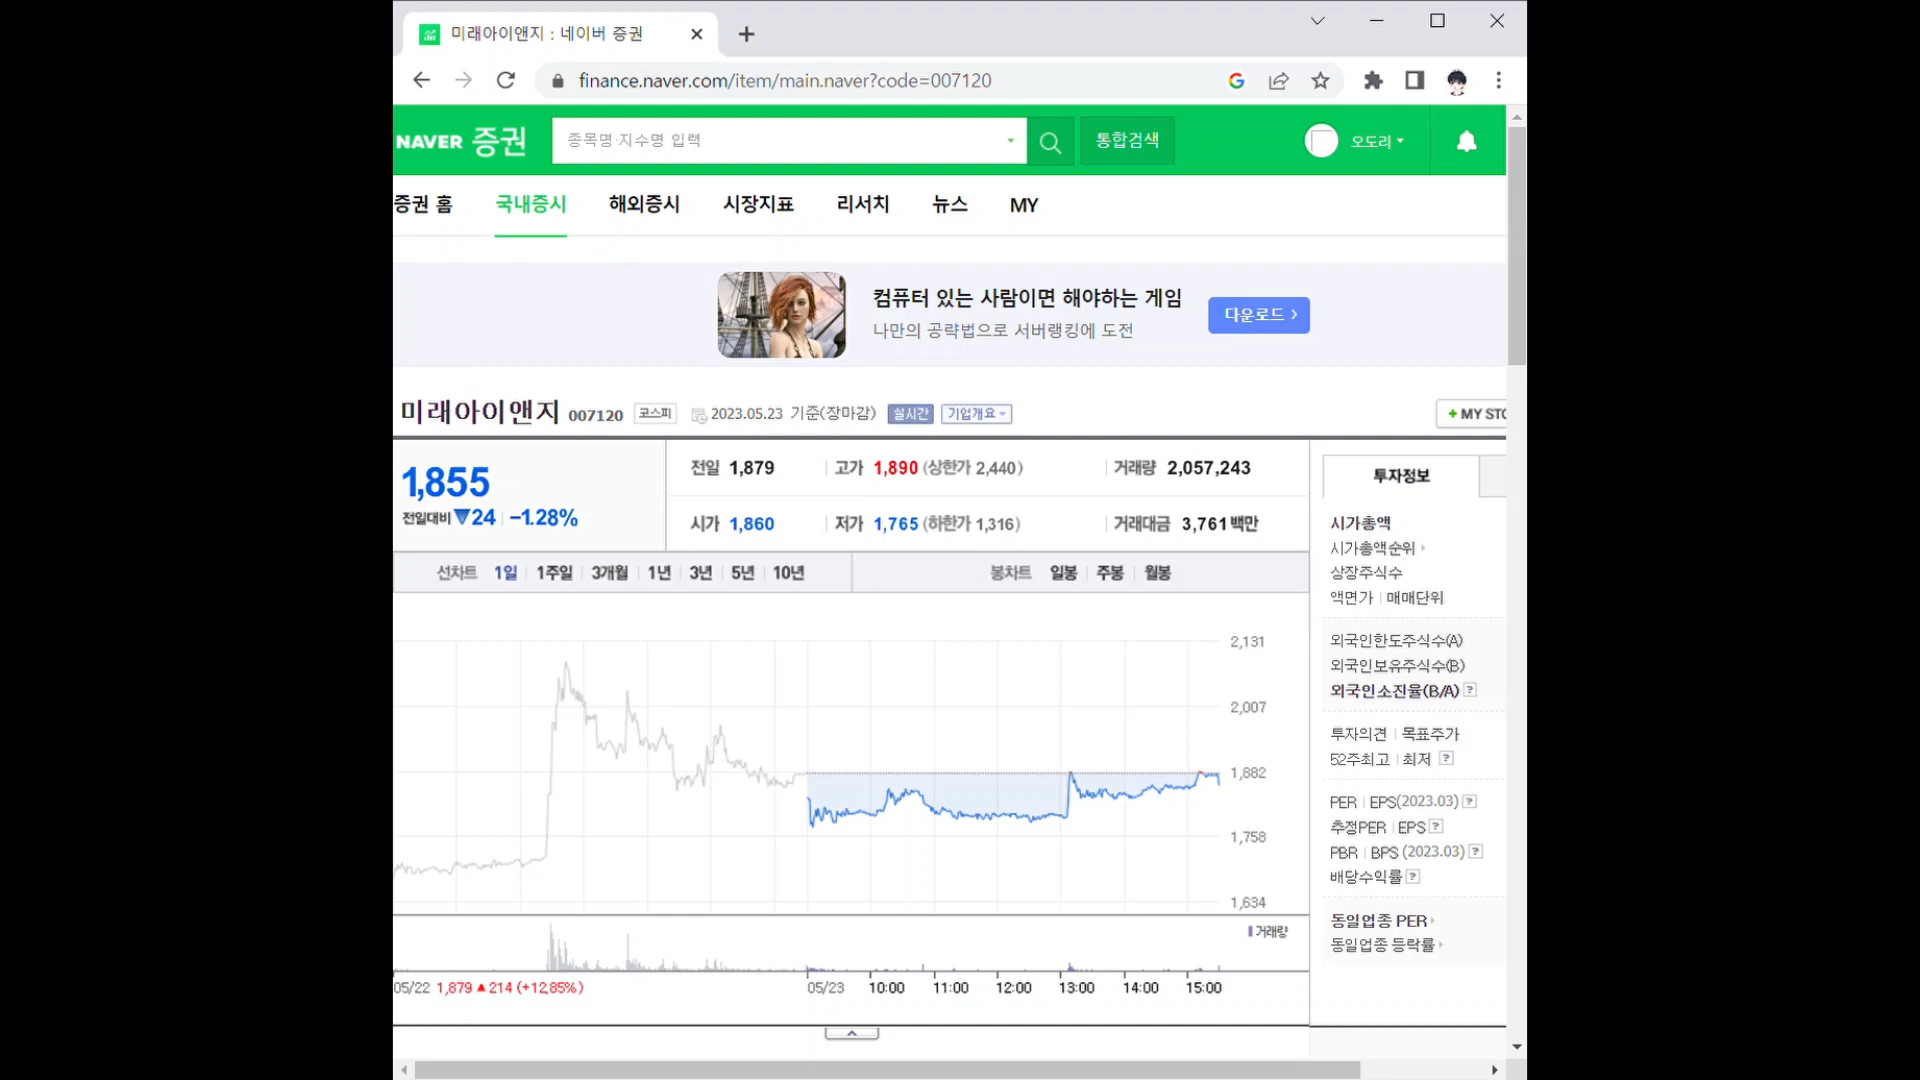 미래아이앤지 : 네이버 증권
finance.naver.com/item/main.naver?code=007120
NAVER 증권 종목명·지수명 입력 통합검색 오도리
증권 홈 국내증시 해외증시 시장지표 리서치 뉴스 MY
컴퓨터 있는 사람이면 해야하는 게임
나만의 공략법으로 서버랭킹에 도전
다운로드 >
미래아이앤지 007120 코스피 2023.05.23 기준(장마감) 실시간 기업개요 + MY STO
1,855
전일대비 ▼24 -1.28%
전일 1,879 고가 1,890 (상한가 2,440) 거래량 2,057,243
시가 1,860 저가 1,765 (하한가 1,316) 거래대금 3,761 백만
선차트 1일 1주일 3개월 1년 3년 5년 10년 봉차트 일봉 주봉 월봉
2,131
2,007
1,882
1,758
1,634
거래량
05/22 1,879 ▲ 214 (+12.85%) 05/23 10:00 11:00 12:00 13:00 14:00 15:00
투자정보
시가총액
시가총액순위
상장주식수
액면가 | 매매단위
외국인한도주식수(A)
외국인보유주식수(B)
외국인소진율(B/A) ?
투자의견 | 목표주가
52주최고 | 최저 ?
PER | EPS(2023.03) ?
추정PER | EPS ?
PBR | BPS (2023.03) ?
배당수익률 ?
동일업종 PER
동일업종 등락률